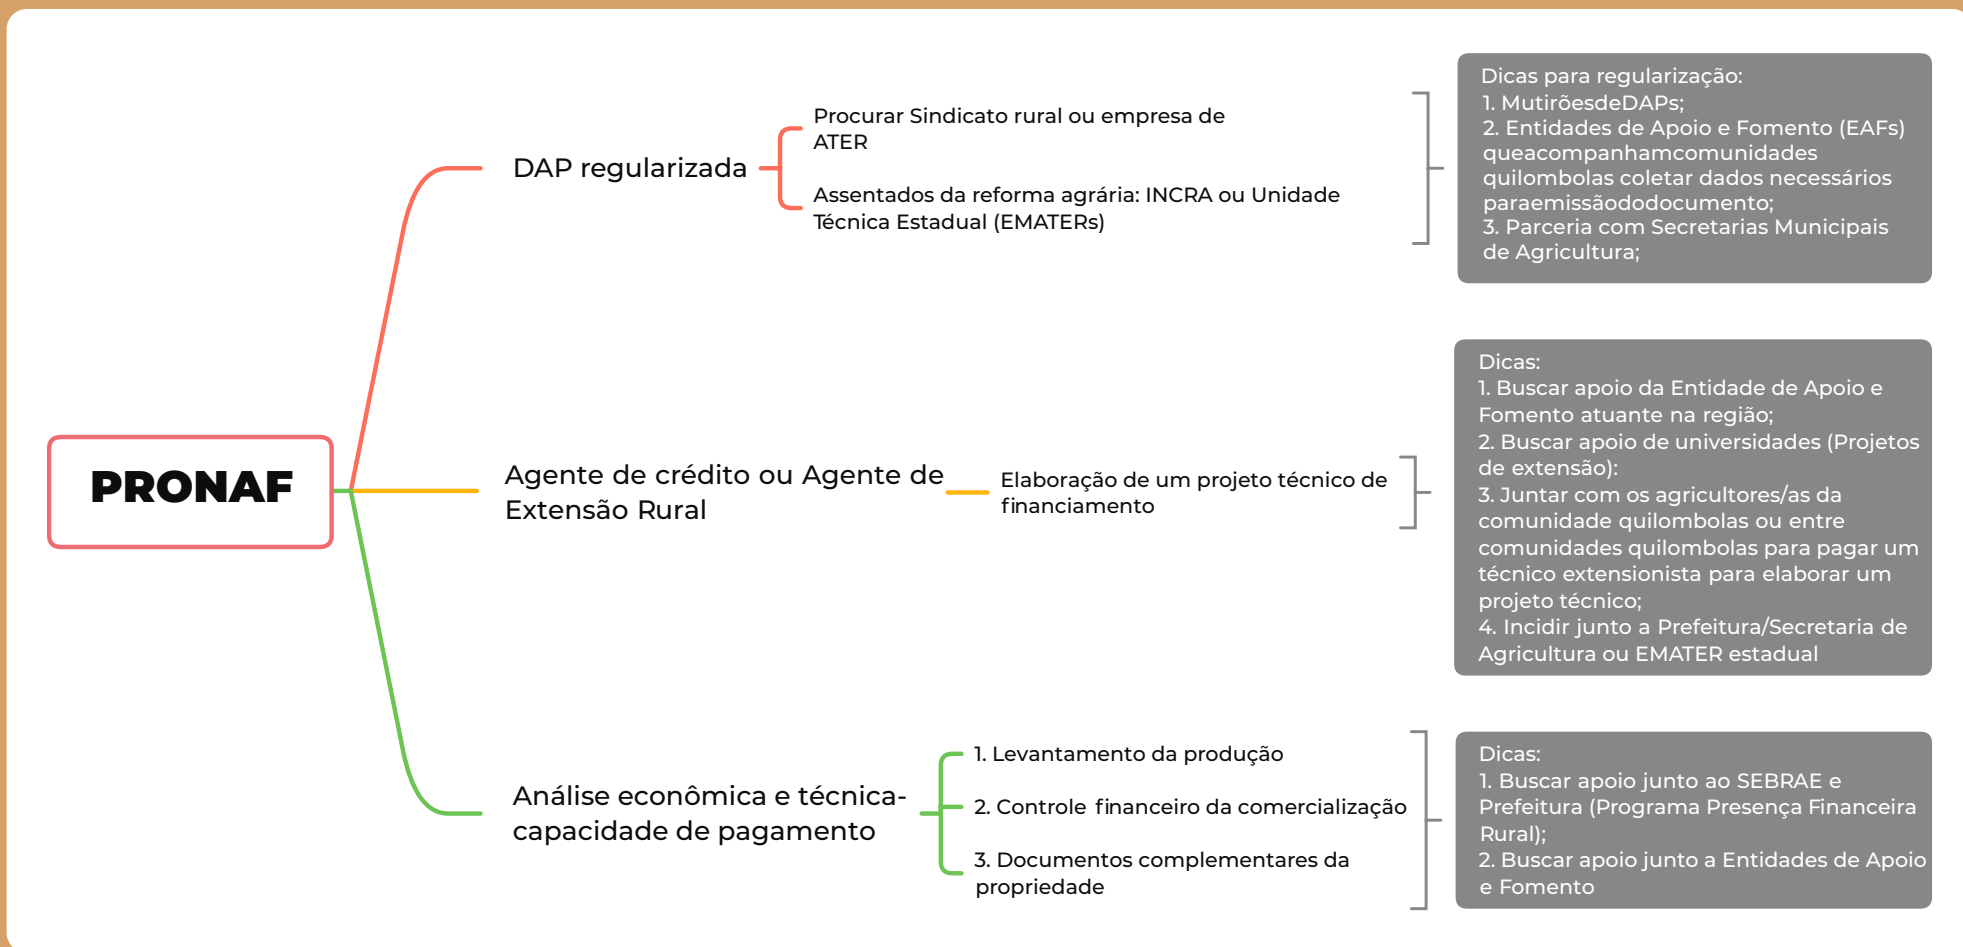 PRONAF
DAP regularizada
Procurar Sindicato rural ou empresa de
ATER
Assentados da reforma agrária: INCRA ou Unidade
Técnica Estadual (EMATERs)
Dicas para regularização:
1. MutirõesdeDAPs;
2. Entidades de Apoio e Fomento (EAFs)
queacompanhamcomunidades
quilombolas coletar dados necessários
paraemissãododocumento;
3. Parceria com Secretarias Municipais
de Agricultura;
Agente de crédito ou Agente de
Extensão Rural
Elaboração de um projeto técnico de
financiamento
Dicas:
1. Buscar apoio da Entidade de Apoio e
Fomento atuante na região;
2. Buscar apoio de universidades (Projetos
de extensão):
3. Juntar com os agricultores/as da
comunidade quilombolas ou entre
comunidades quilombolas para pagar um
técnico extensionista para elaborar um
projeto técnico;
4. Incidir junto a Prefeitura/Secretaria de
Agricultura ou EMATER estadual
Análise econômica e técnica-
capacidade de pagamento
1. Levantamento da produção
2. Controle financeiro da comercialização
3. Documentos complementares da
propriedade
Dicas:
1. Buscar apoio junto ao SEBRAE e
Prefeitura (Programa Presença Financeira
Rural);
2. Buscar apoio junto a Entidades de Apoio
e Fomento